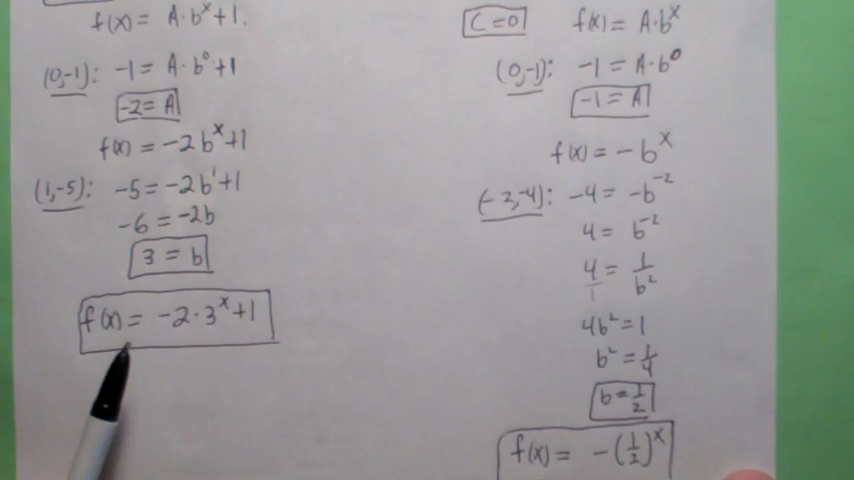 f(x) = A·b^x+1.
(0,-1): -1 = A·b^0+1
-2 = A
f(x) = -2b^x+1
(1,-5): -5 = -2b^1+1
-6 = -2b
3 = b
f(x) = -2·3^x+1
C=0 f(x) = A·b^x
(0,-1): -1 = A·b^0
-1 = A
f(x) = -b^x
(-2,-4): -4 = -b^-2
4 = b^-2
4/1 = 1/b^2
4b^2 = 1
b^2 = 1/4
b = 1/2
f(x) = -(1/2)^x